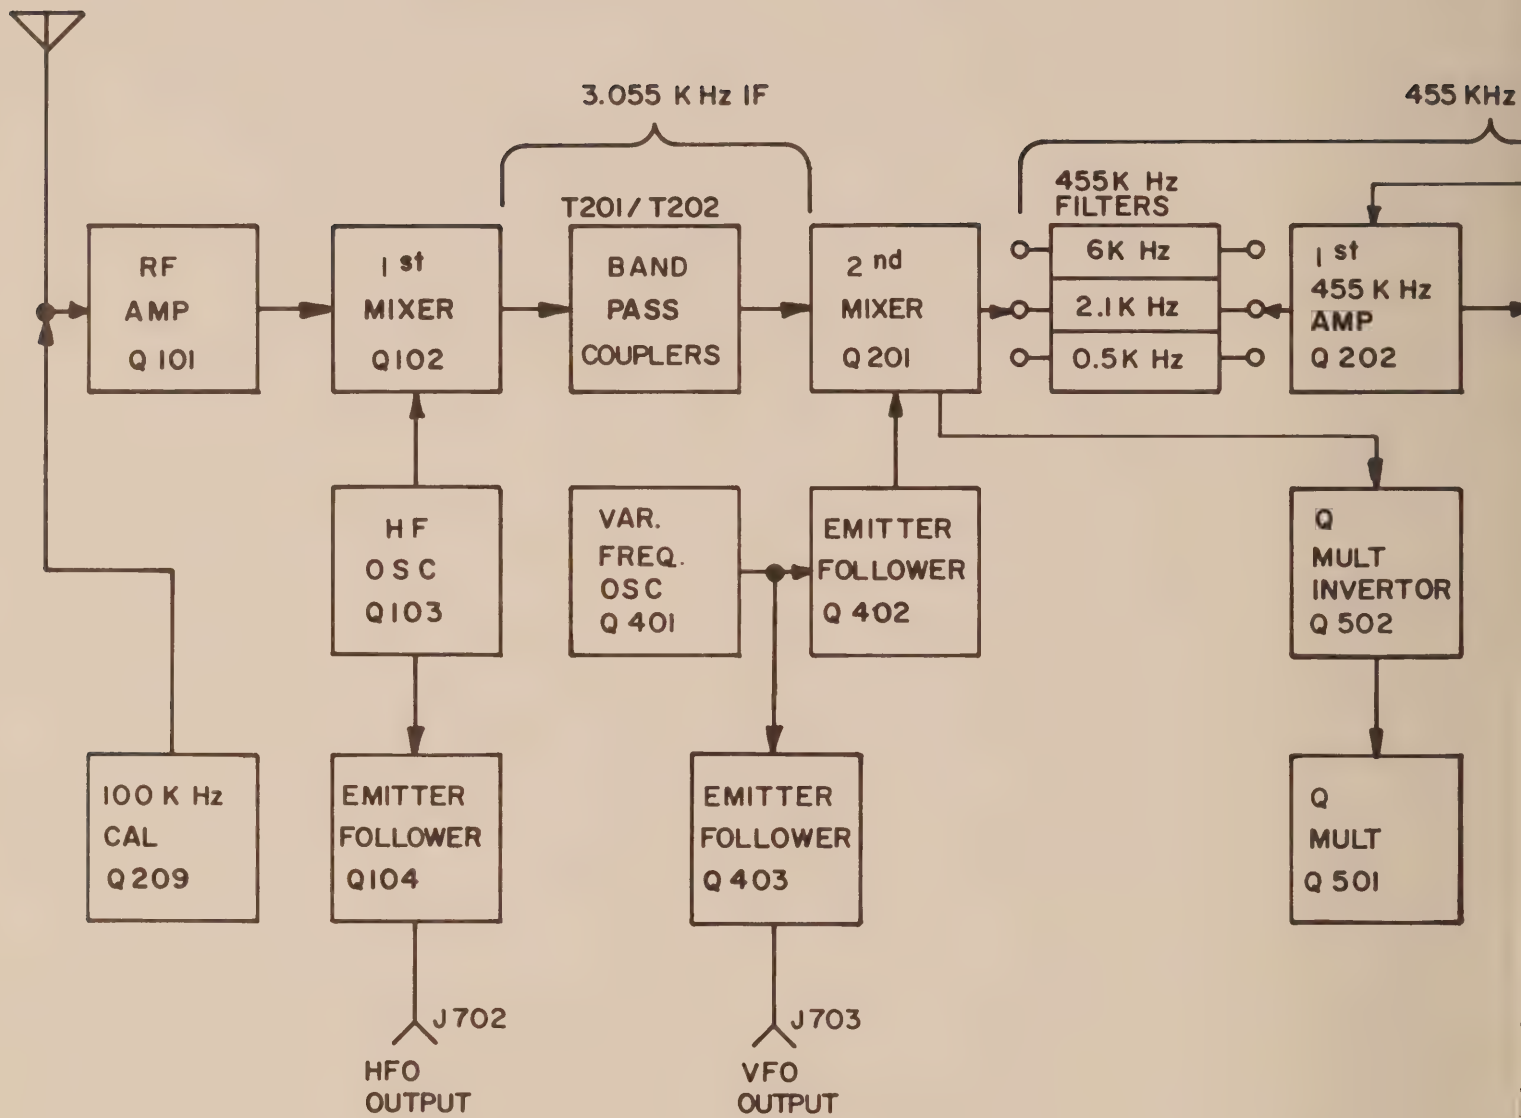 3.055 K Hz IF
455 KHz
T201/T202
455K Hz
FILTERS
RF
AMP
Q 101
1 st
MIXER
Q102
BAND
PASS
COUPLERS
2 nd
MIXER
Q 201
6K Hz
2.1K Hz
0.5K Hz
1 st
455 K Hz
AMP
Q 202
HF
OSC
Q103
VAR.
FREQ.
OSC
Q 401
EMITTER
FOLLOWER
Q 402
Q
MULT
INVERTOR
Q 502
100 K Hz
CAL
Q 209
EMITTER
FOLLOWER
Q104
EMITTER
FOLLOWER
Q 403
Q
MULT
Q 501
J702
HFO
OUTPUT
J703
VFO
OUTPUT